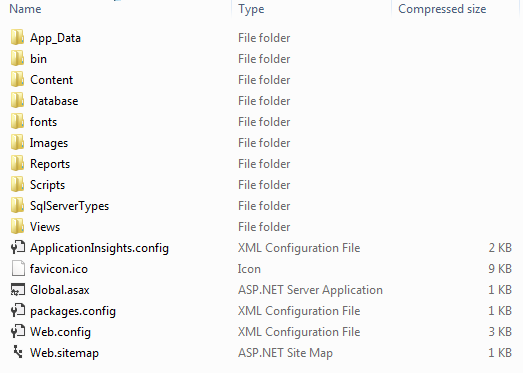 Name Type Compressed size
App_Data File folder
bin File folder
Content File folder
Database File folder
fonts File folder
Images File folder
Reports File folder
Scripts File folder
SqlServerTypes File folder
Views File folder
ApplicationInsights.config XML Configuration File 2 KB
favicon.ico Icon 9 KB
Global.asax ASP.NET Server Application 1 KB
packages.config XML Configuration File 1 KB
Web.config XML Configuration File 3 KB
Web.sitemap ASP.NET Site Map 1 KB